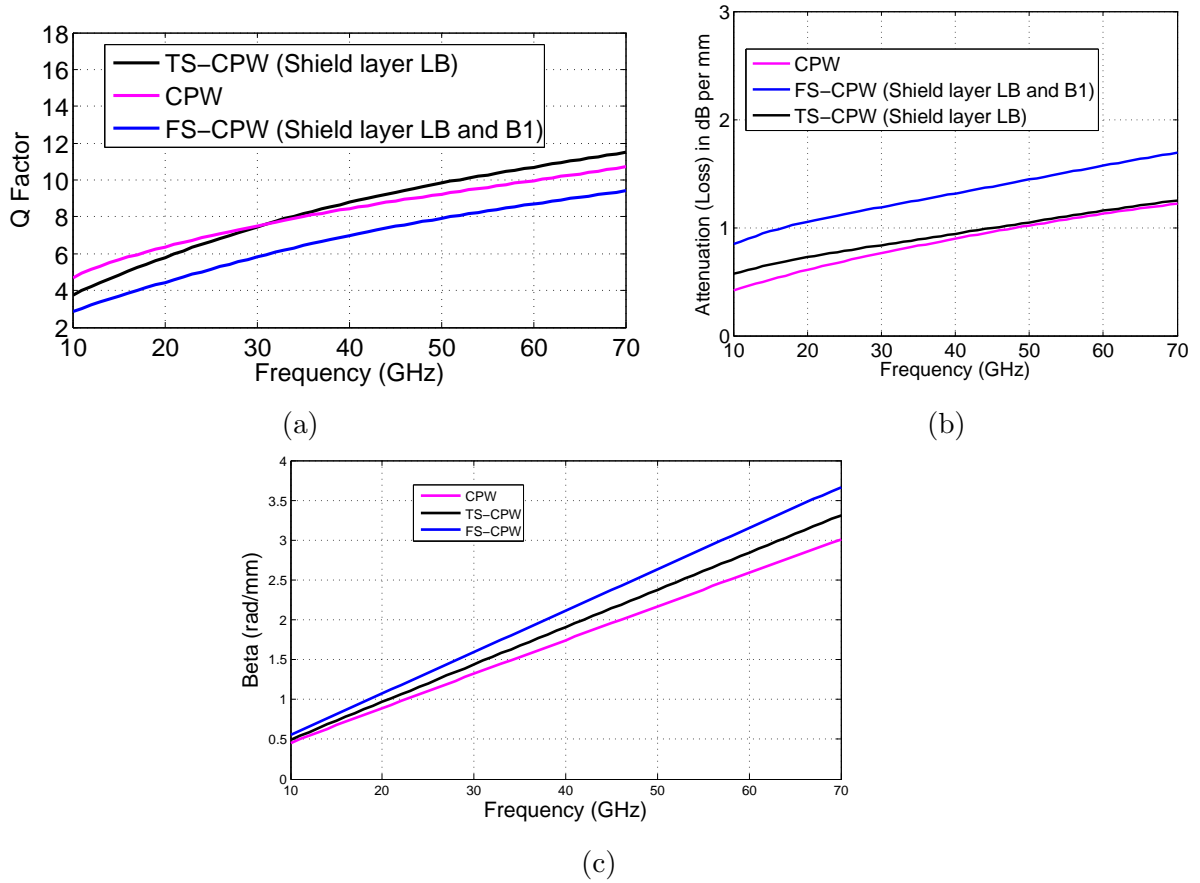 18
16
14
12
10
8
6
4
2
Q Factor
TS−CPW (Shield layer LB)
CPW
FS−CPW (Shield layer LB and B1)
10 20 30 40 50 60 70
Frequency (GHz)
(a)
3
2
1
0
Attenuation (Loss) in dB per mm
CPW
FS−CPW (Shield layer LB and B1)
TS−CPW (Shield layer LB)
10 20 30 40 50 60 70
Frequency (GHz)
(b)
4
3.5
3
2.5
2
1.5
1
0.5
0
Beta (rad/mm)
CPW
TS−CPW
FS−CPW
10 20 30 40 50 60 70
Frequency (GHz)
(c)